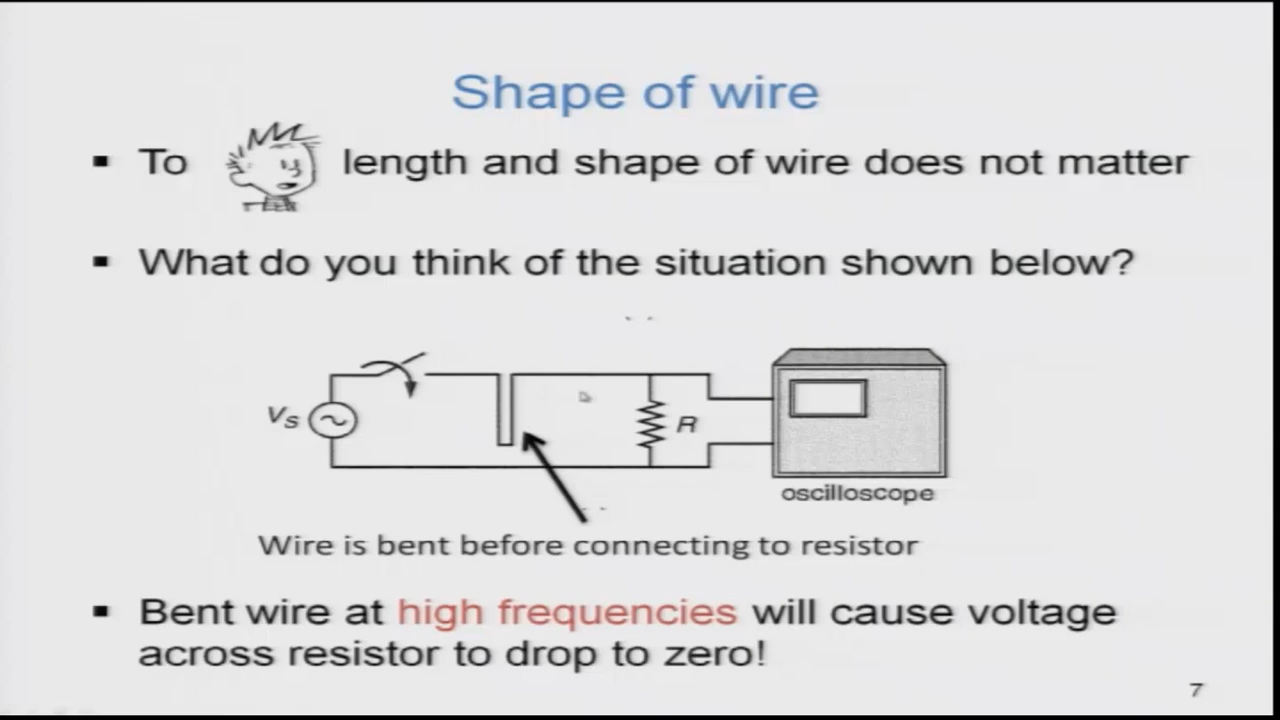 Shape of wire
▪ To length and shape of wire does not matter
▪ What do you think of the situation shown below?
Vs
R
oscilloscope
Wire is bent before connecting to resistor
▪ Bent wire at high frequencies will cause voltage
across resistor to drop to zero!
7